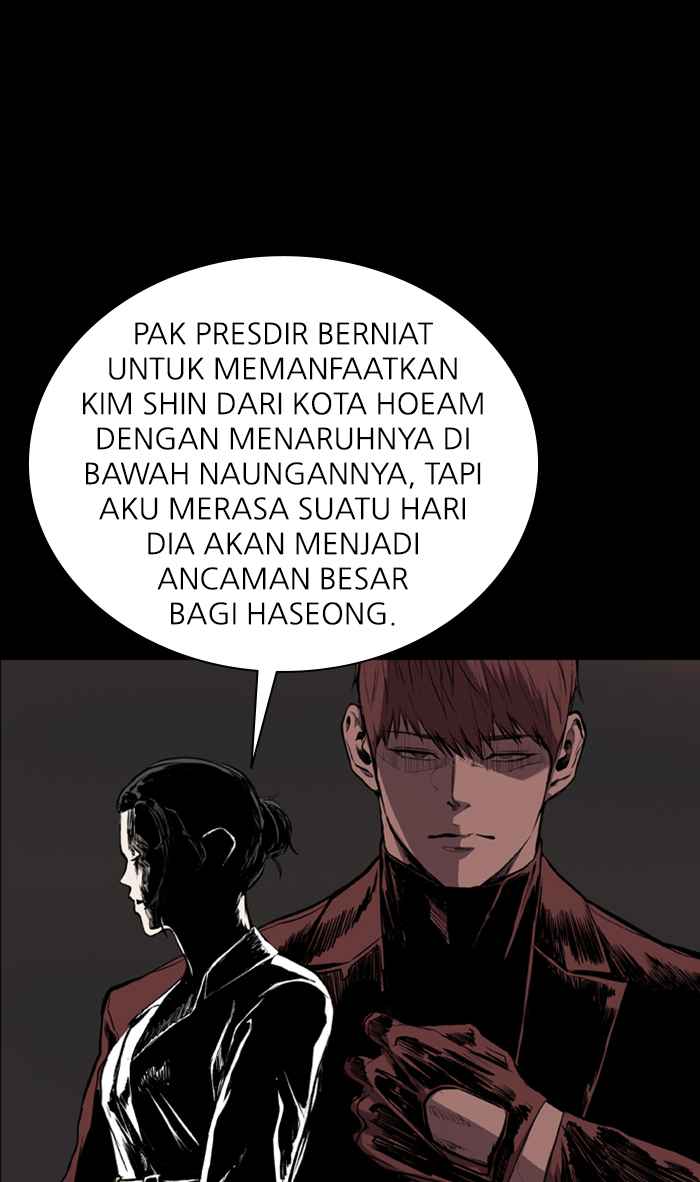 PAK PRESDIR BERNIAT
UNTUK MEMANFAATKAN
KIM SHIN DARI KOTA HOEAM
DENGAN MENARUHNYA DI
BAWAH NAUNGANNYA, TAPI
AKU MERASA SUATU HARI
DIA AKAN MENJADI
ANCAMAN BESAR
BAGI HASEONG.